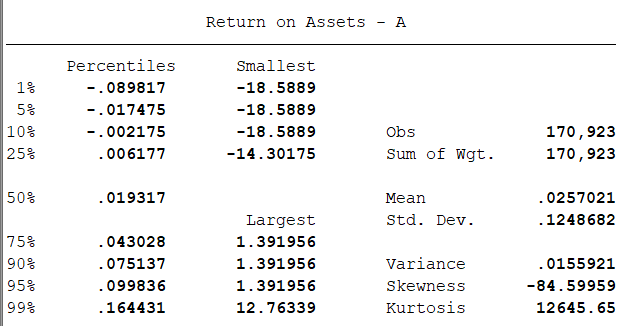 Return on Assets - A
Percentiles Smallest
1% -.089817 -18.5889
5% -.017475 -18.5889
10% -.002175 -18.5889 Obs 170,923
25% .006177 -14.30175 Sum of Wgt. 170,923
50% .019317 Mean .0257021
Largest Std. Dev. .1248682
75% .043028 1.391956
90% .075137 1.391956 Variance .0155921
95% .099836 1.391956 Skewness -84.59959
99% .164431 12.76339 Kurtosis 12645.65